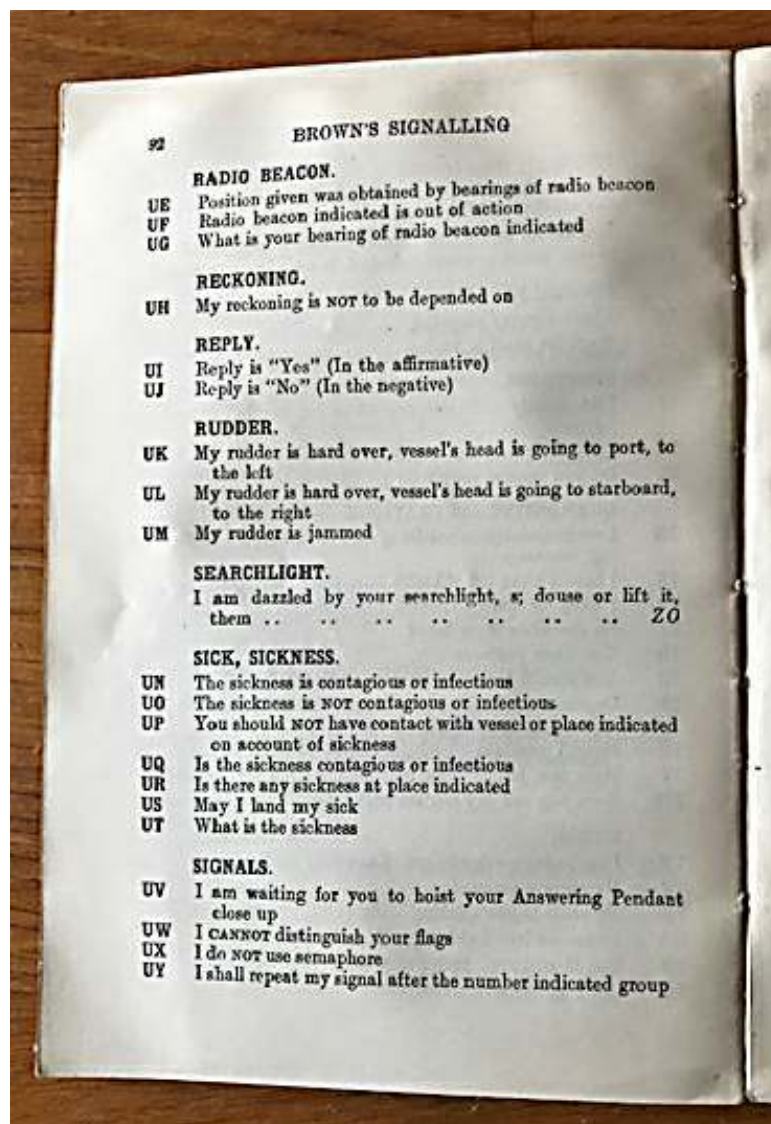 92 BROWN'S SIGNALLING
RADIO BEACON.
UE Position given was obtained by bearings of radio beacon
UF Radio beacon indicated is out of action
UG What is your bearing of radio beacon indicated
RECKONING.
UH My reckoning is NOT to be depended on
REPLY.
UI Reply is "Yes" (In the affirmative)
UJ Reply is "No" (In the negative)
RUDDER.
UK My rudder is hard over, vessel's head is going to port, to
the left
UL My rudder is hard over, vessel's head is going to starboard,
to the right
UM My rudder is jammed
SEARCHLIGHT.
I am dazzled by your searchlight, s; douse or lift it,
them .. .. .. .. .. .. .. ZO
SICK, SICKNESS.
UN The sickness is contagious or infectious
UO The sickness is NOT contagious or infectious
UP You should NOT have contact with vessel or place indicated
on account of sickness
UQ Is the sickness contagious or infectious
UR Is there any sickness at place indicated
US May I land my sick
UT What is the sickness
SIGNALS.
UV I am waiting for you to hoist your Answering Pendant
close up
UW I CANNOT distinguish your flags
UX I do NOT use semaphore
UY I shall repeat my signal after the number indicated group